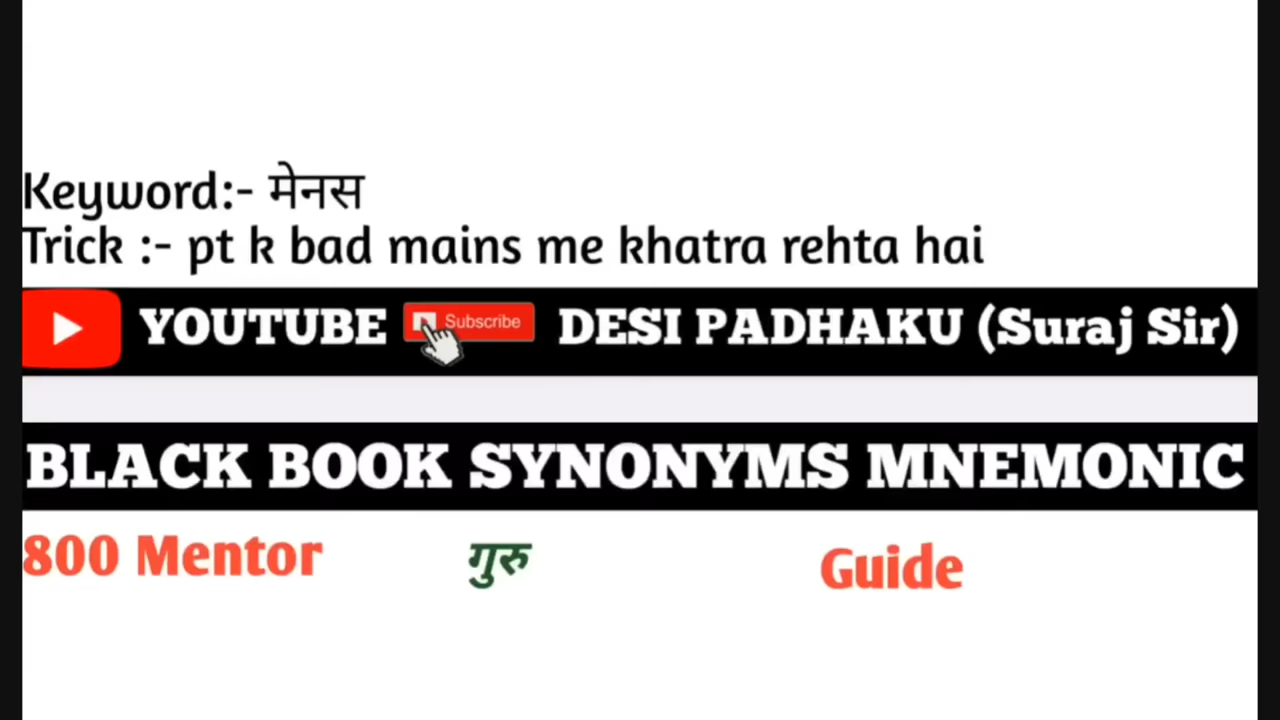 Keyword:- मेनस
Trick :- pt k bad mains me khatra rehta hai
YOUTUBE Subscribe DESI PADHAKU (Suraj Sir)
BLACK BOOK SYNONYMS MNEMONIC
800 Mentor गुरु Guide